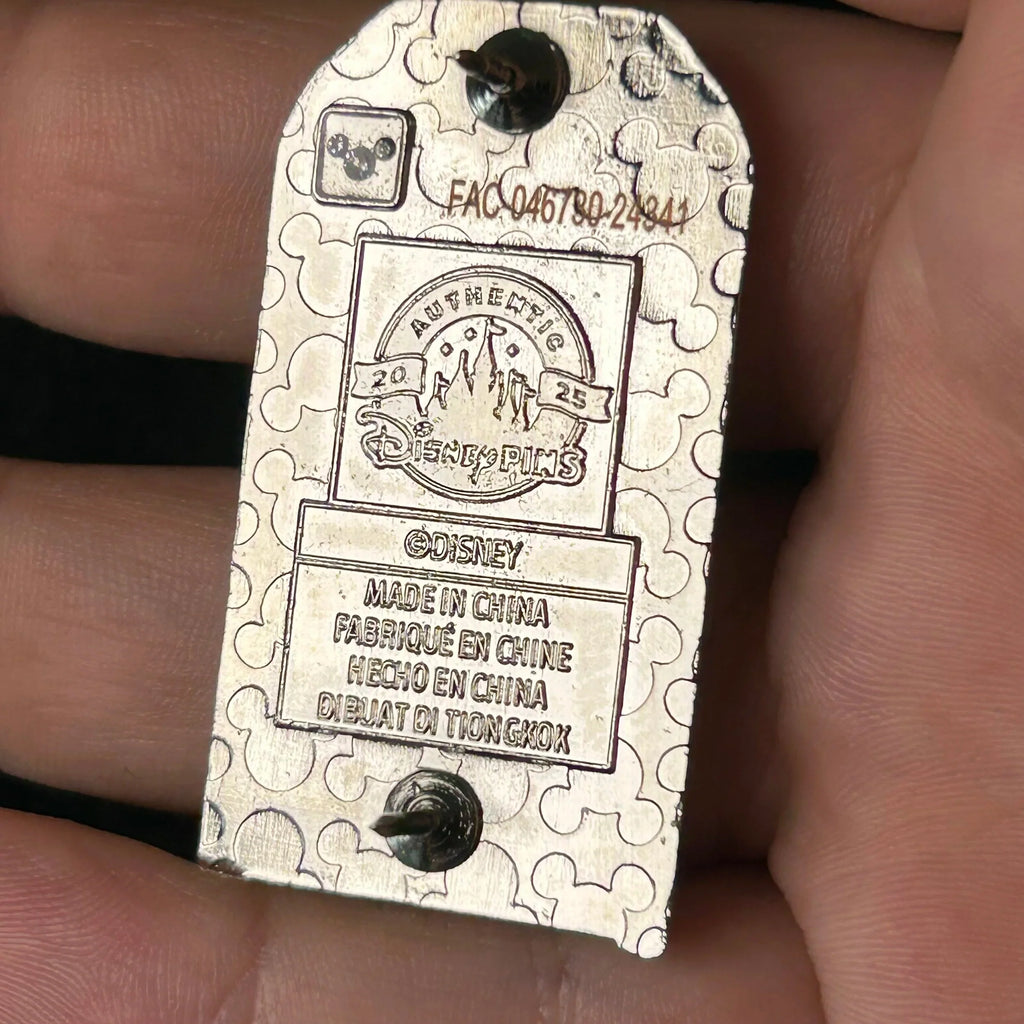 FAC-046780-24341
AUTHENTIC
20 25
Disney PINS
©DISNEY
MADE IN CHINA
FABRIQUÉ EN CHINE
HECHO EN CHINA
DIBUAT DI TIONGKOK